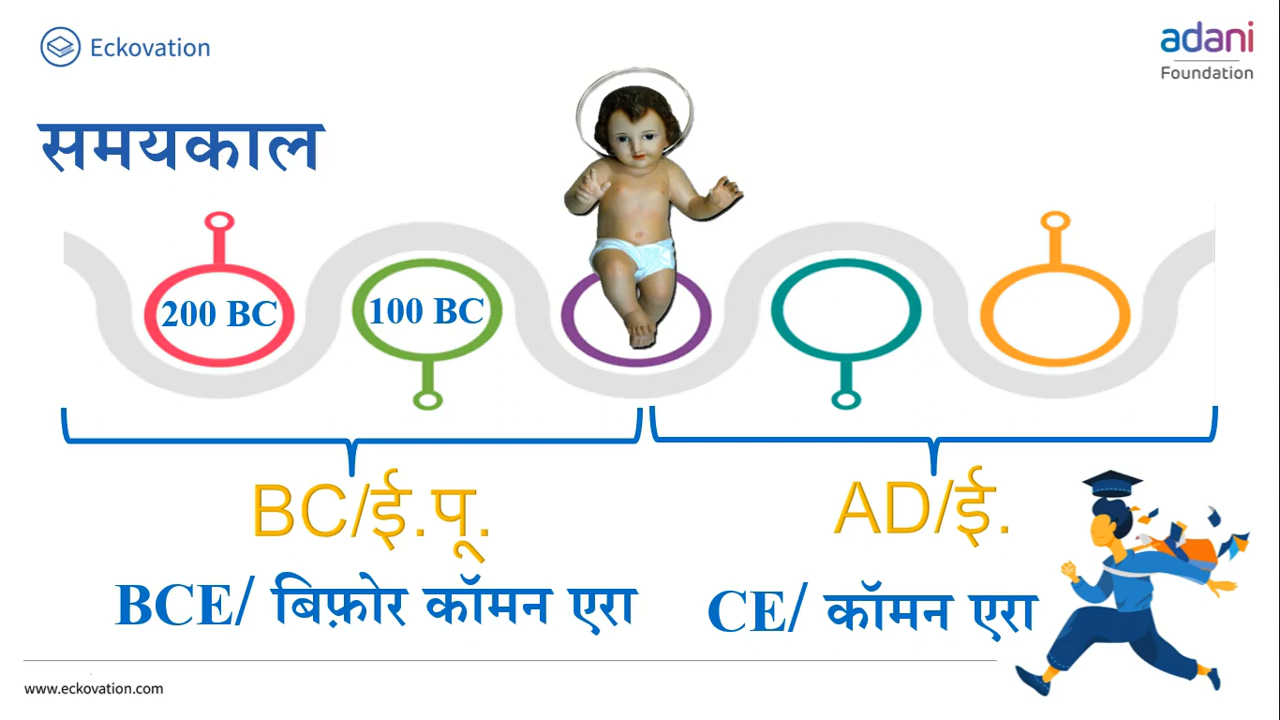 Eckovation
adani
Foundation
समयकाल
200 BC
100 BC
BC/ई.पू.
AD/ई.
BCE/ बिफ़ोर कॉमन एरा
CE/ कॉमन एरा
www.eckovation.com